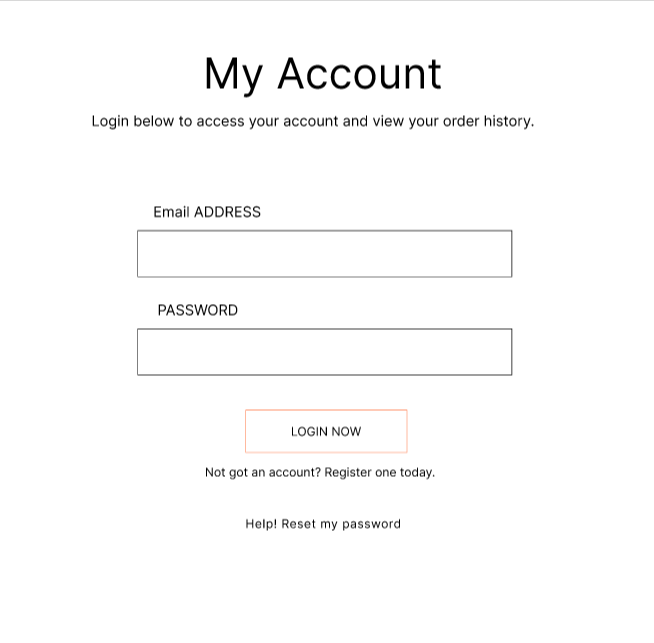 My Account
Login below to access your account and view your order history.
Email ADDRESS
PASSWORD
LOGIN NOW
Not got an account? Register one today.
Help! Reset my password